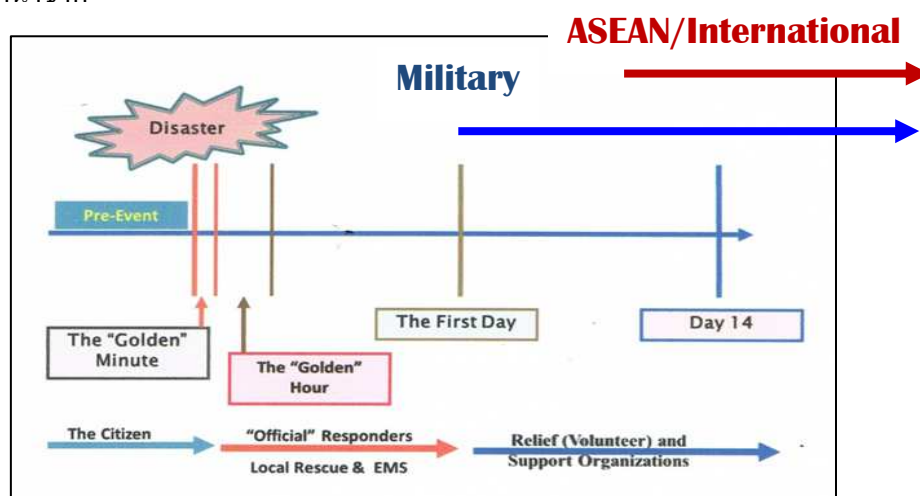 ASEAN/International
Military
Disaster
Pre-Event
The First Day
Day 14
The "Golden"
Minute
The "Golden"
Hour
The Citizen
"Official" Responders
Local Rescue & EMS
Relief (Volunteer) and
Support Organizations